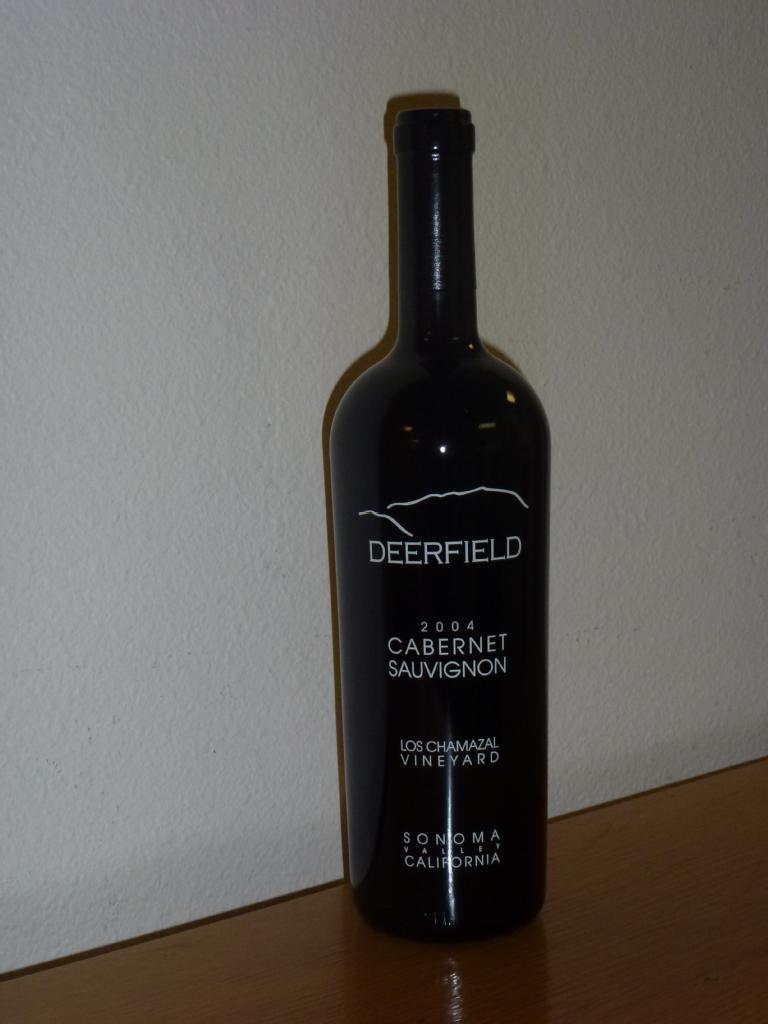 DEERFIELD
2004
CABERNET
SAUVIGNON
LOS CHAMAZAL
VINEYARD
SONOMA
VALLEY
CALIFORNIA